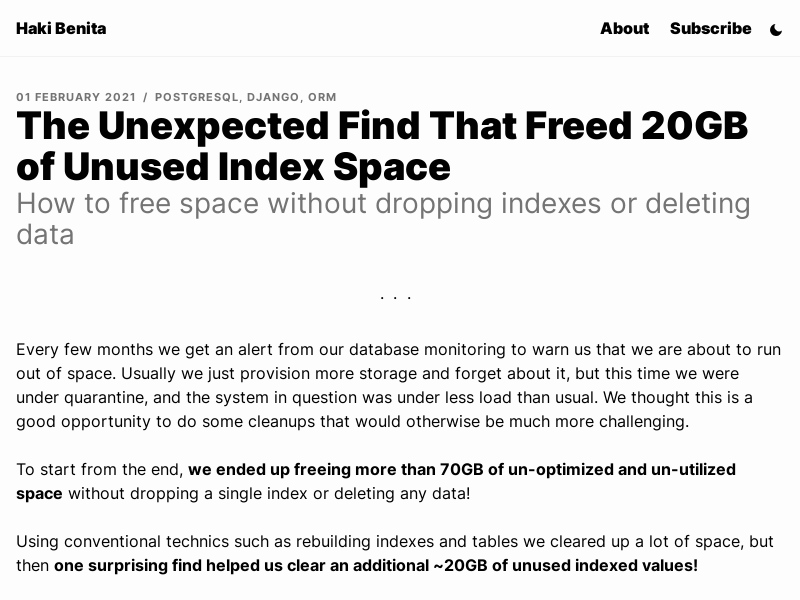 Haki Benita
About Subscribe
01 FEBRUARY 2021 / POSTGRESQL, DJANGO, ORM
The Unexpected Find That Freed 20GB
of Unused Index Space
How to free space without dropping indexes or deleting
data
. . .
Every few months we get an alert from our database monitoring to warn us that we are about to run
out of space. Usually we just provision more storage and forget about it, but this time we were
under quarantine, and the system in question was under less load than usual. We thought this is a
good opportunity to do some cleanups that would otherwise be much more challenging.
To start from the end, we ended up freeing more than 70GB of un-optimized and un-utilized
space without dropping a single index or deleting any data!
Using conventional technics such as rebuilding indexes and tables we cleared up a lot of space, but
then one surprising find helped us clear an additional ~20GB of unused indexed values!